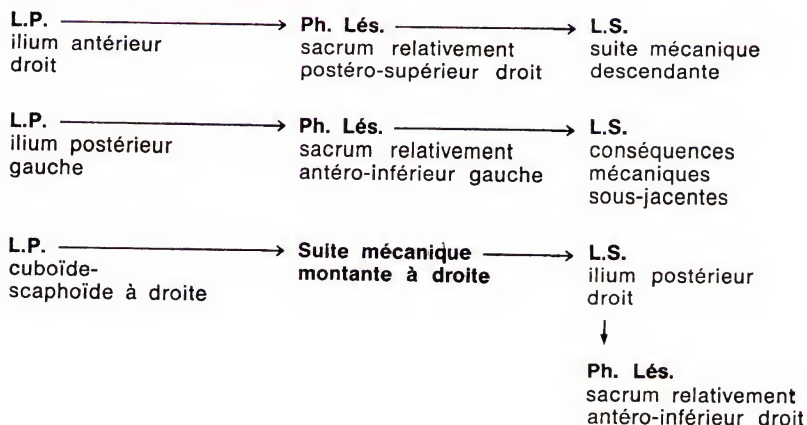 L.P. Ph. Lés. L.S.
ilium antérieur sacrum relativement suite mécanique
droit postéro-supérieur droit descendante
L.P. Ph. Lés. L.S.
ilium postérieur sacrum relativement conséquences
gauche antéro-inférieur gauche mécaniques
sous-jacentes
L.P. Suite mécanique L.S.
cuboïde- montante à droite ilium postérieur
scaphoïde à droite droit
Ph. Lés.
sacrum relativement
antéro-inférieur droit